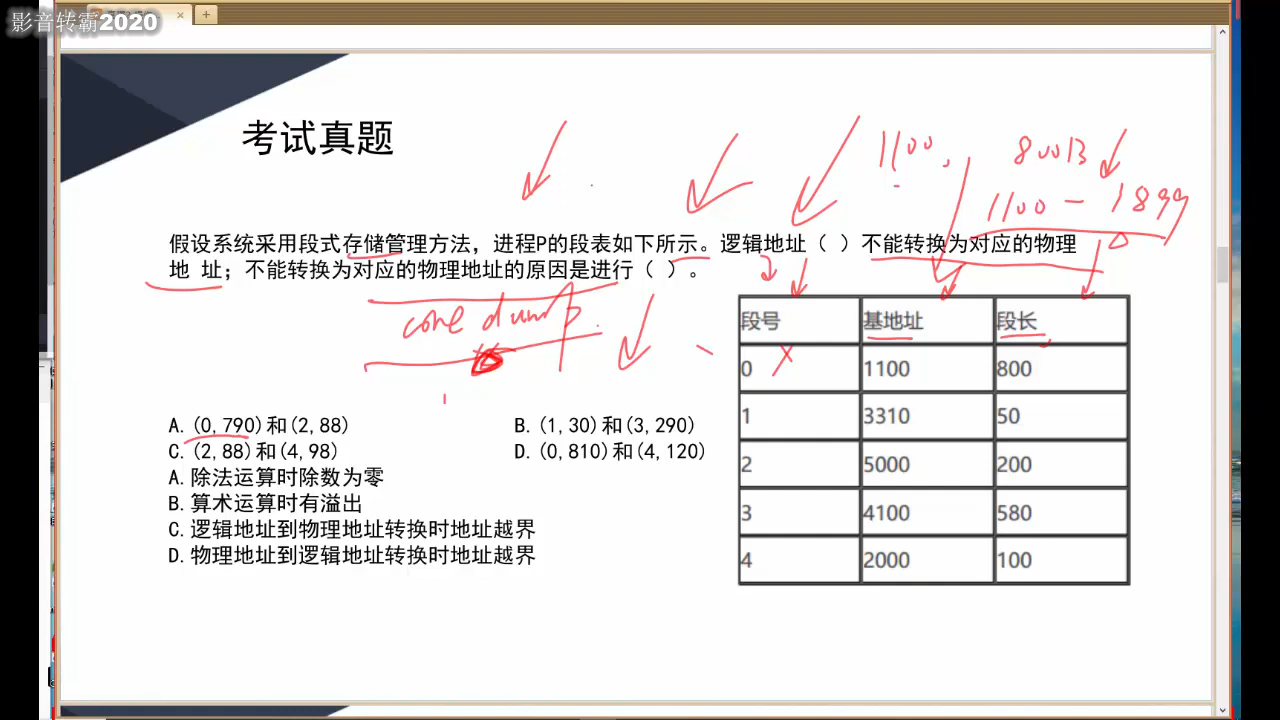 影音转霸2020
考试真题
1100,
800B
1100 - 1899
假设系统采用段式存储管理方法，进程P的段表如下所示。逻辑地址（ ）不能转换为对应的物理
地 址；不能转换为对应的物理地址的原因是进行（ ）。
core dump
段号 基地址 段长
0 1100 800
1 3310 50
2 5000 200
3 4100 580
4 2000 100
A. (0,790)和(2,88) B. (1,30)和(3,290)
C. (2,88)和(4,98) D. (0,810)和(4,120)
A. 除法运算时除数为零
B. 算术运算时有溢出
C. 逻辑地址到物理地址转换时地址越界
D. 物理地址到逻辑地址转换时地址越界